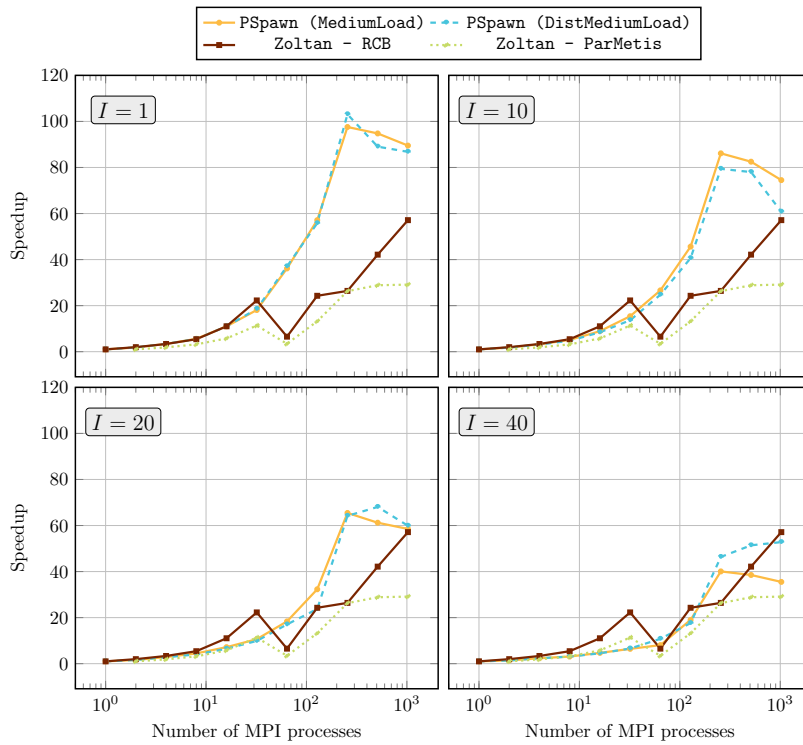 PSpawn (MediumLoad) PSpawn (DistMediumLoad)
Zoltan - RCB Zoltan - ParMetis
120
100
80
60
40
20
0
Speedup
I = 1
I = 10
120
100
80
60
40
20
0
Speedup
I = 20
I = 40
10^0 10^1 10^2 10^3
10^0 10^1 10^2 10^3
Number of MPI processes
Number of MPI processes